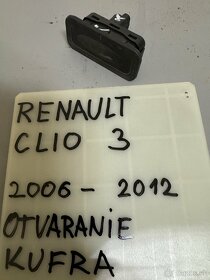 RENAULT
CLIO 3
2006 - 2012
OTVARANIE
KUFRA